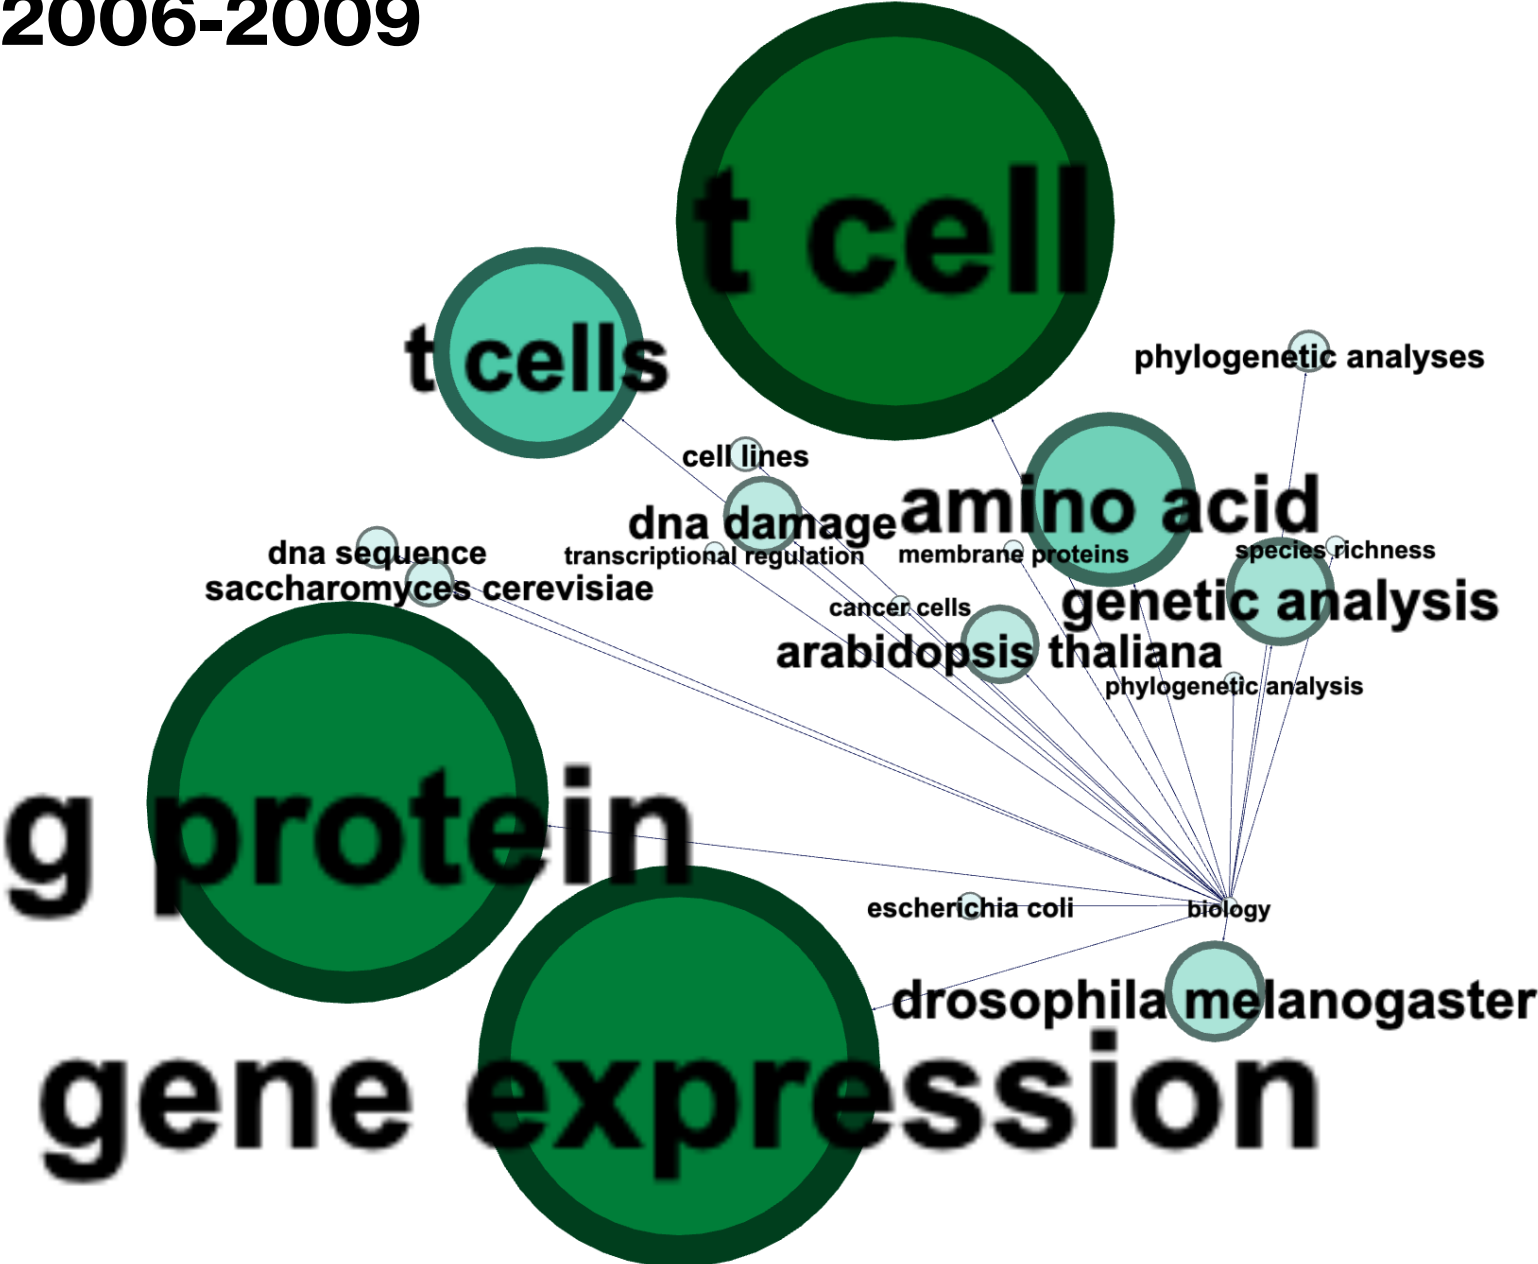 2006-2009
t cell
t cells
phylogenetic analyses
cell lines
amino acid
dna damage
dna sequence
transcriptional regulation
membrane proteins
species richness
saccharomyces cerevisiae
cancer cells
genetic analysis
arabidopsis thaliana
phylogenetic analysis
g protein
escherichia coli
biology
drosophila melanogaster
gene expression